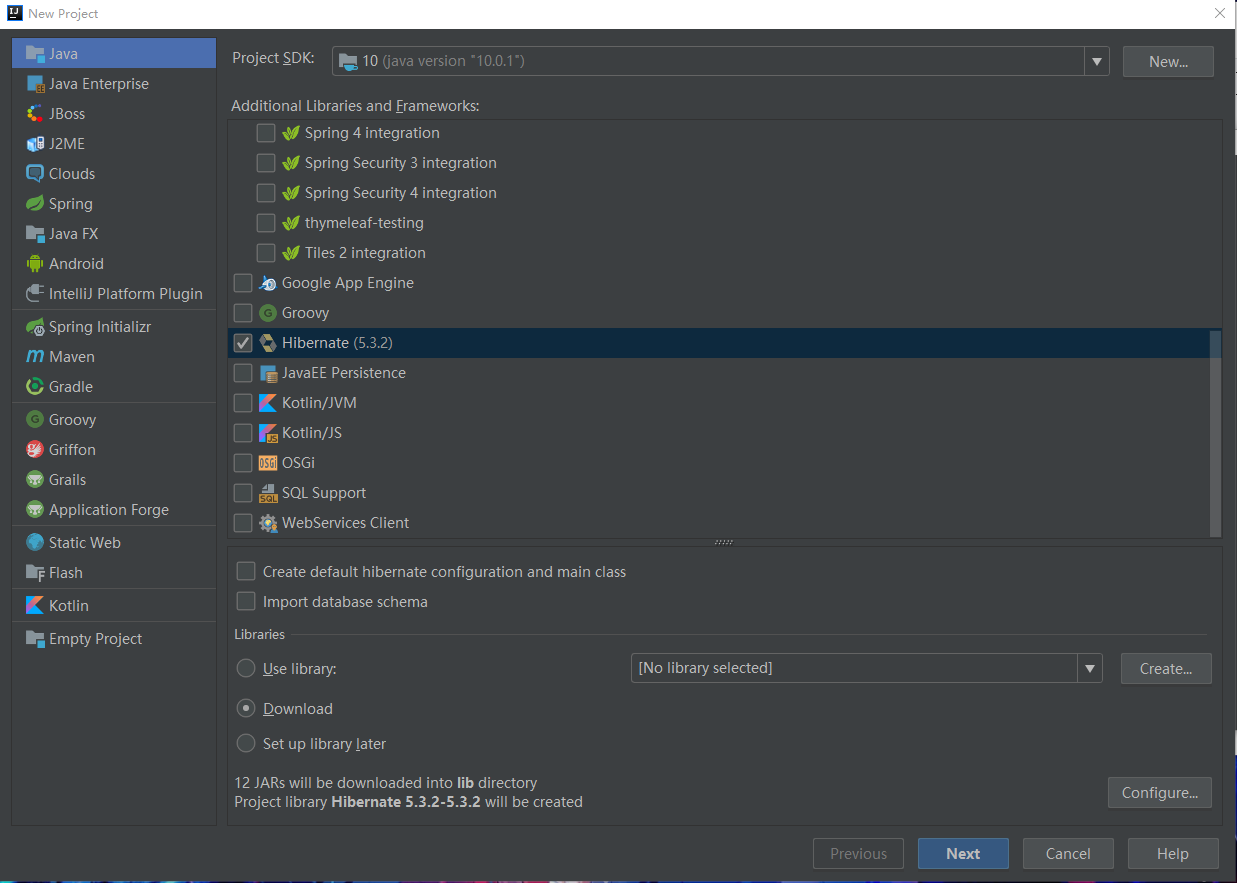 New Project
Java
Java Enterprise
JBoss
J2ME
Clouds
Spring
Java FX
Android
IntelliJ Platform Plugin
Spring Initializr
Maven
Gradle
Groovy
Griffon
Grails
Application Forge
Static Web
Flash
Kotlin
Empty Project
Project SDK: 10 (java version "10.0.1") New...
Additional Libraries and Frameworks:
Spring 4 integration
Spring Security 3 integration
Spring Security 4 integration
thymeleaf-testing
Tiles 2 integration
Google App Engine
Groovy
Hibernate (5.3.2)
JavaEE Persistence
Kotlin/JVM
Kotlin/JS
OSGi
SQL Support
WebServices Client
Create default hibernate configuration and main class
Import database schema
Libraries
Use library: [No library selected] Create...
Download
Set up library later
12 JARs will be downloaded into lib directory
Project library Hibernate 5.3.2-5.3.2 will be created
Configure...
Previous Next Cancel Help